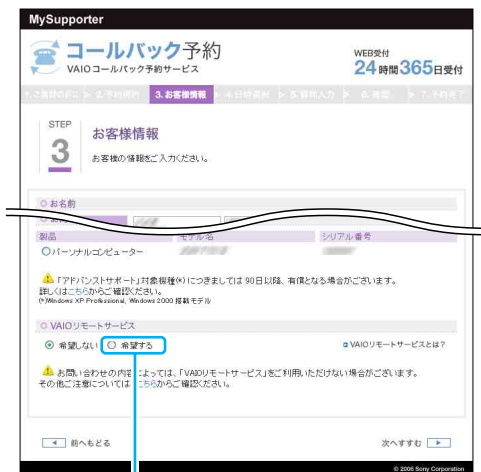 MySupporter
コールバック予約
VAIOコールバック予約サービス
WEB受付
24時間365日受付
3.お客様情報
STEP
3
お客様情報
お客様の情報をご入力ください。
お名前
製品
モデル名
シリアル番号
パーソナルコンピューター
「アドバンストサポート」対象機種(*)につきましては90日以降、有償となる場合がございます。
詳しくはこちらからご確認ください。
(*)Windows XP Professional, Windows 2000 搭載モデル
VAIOリモートサービス
希望しない 希望する
VAIOリモートサービスとは?
お問い合わせの内容によっては、「VAIOリモートサービス」をご利用いただけない場合がございます。
その他ご注意については こちらからご確認ください。
前へもどる
次へすすむ
© 2006 Sony Corporation